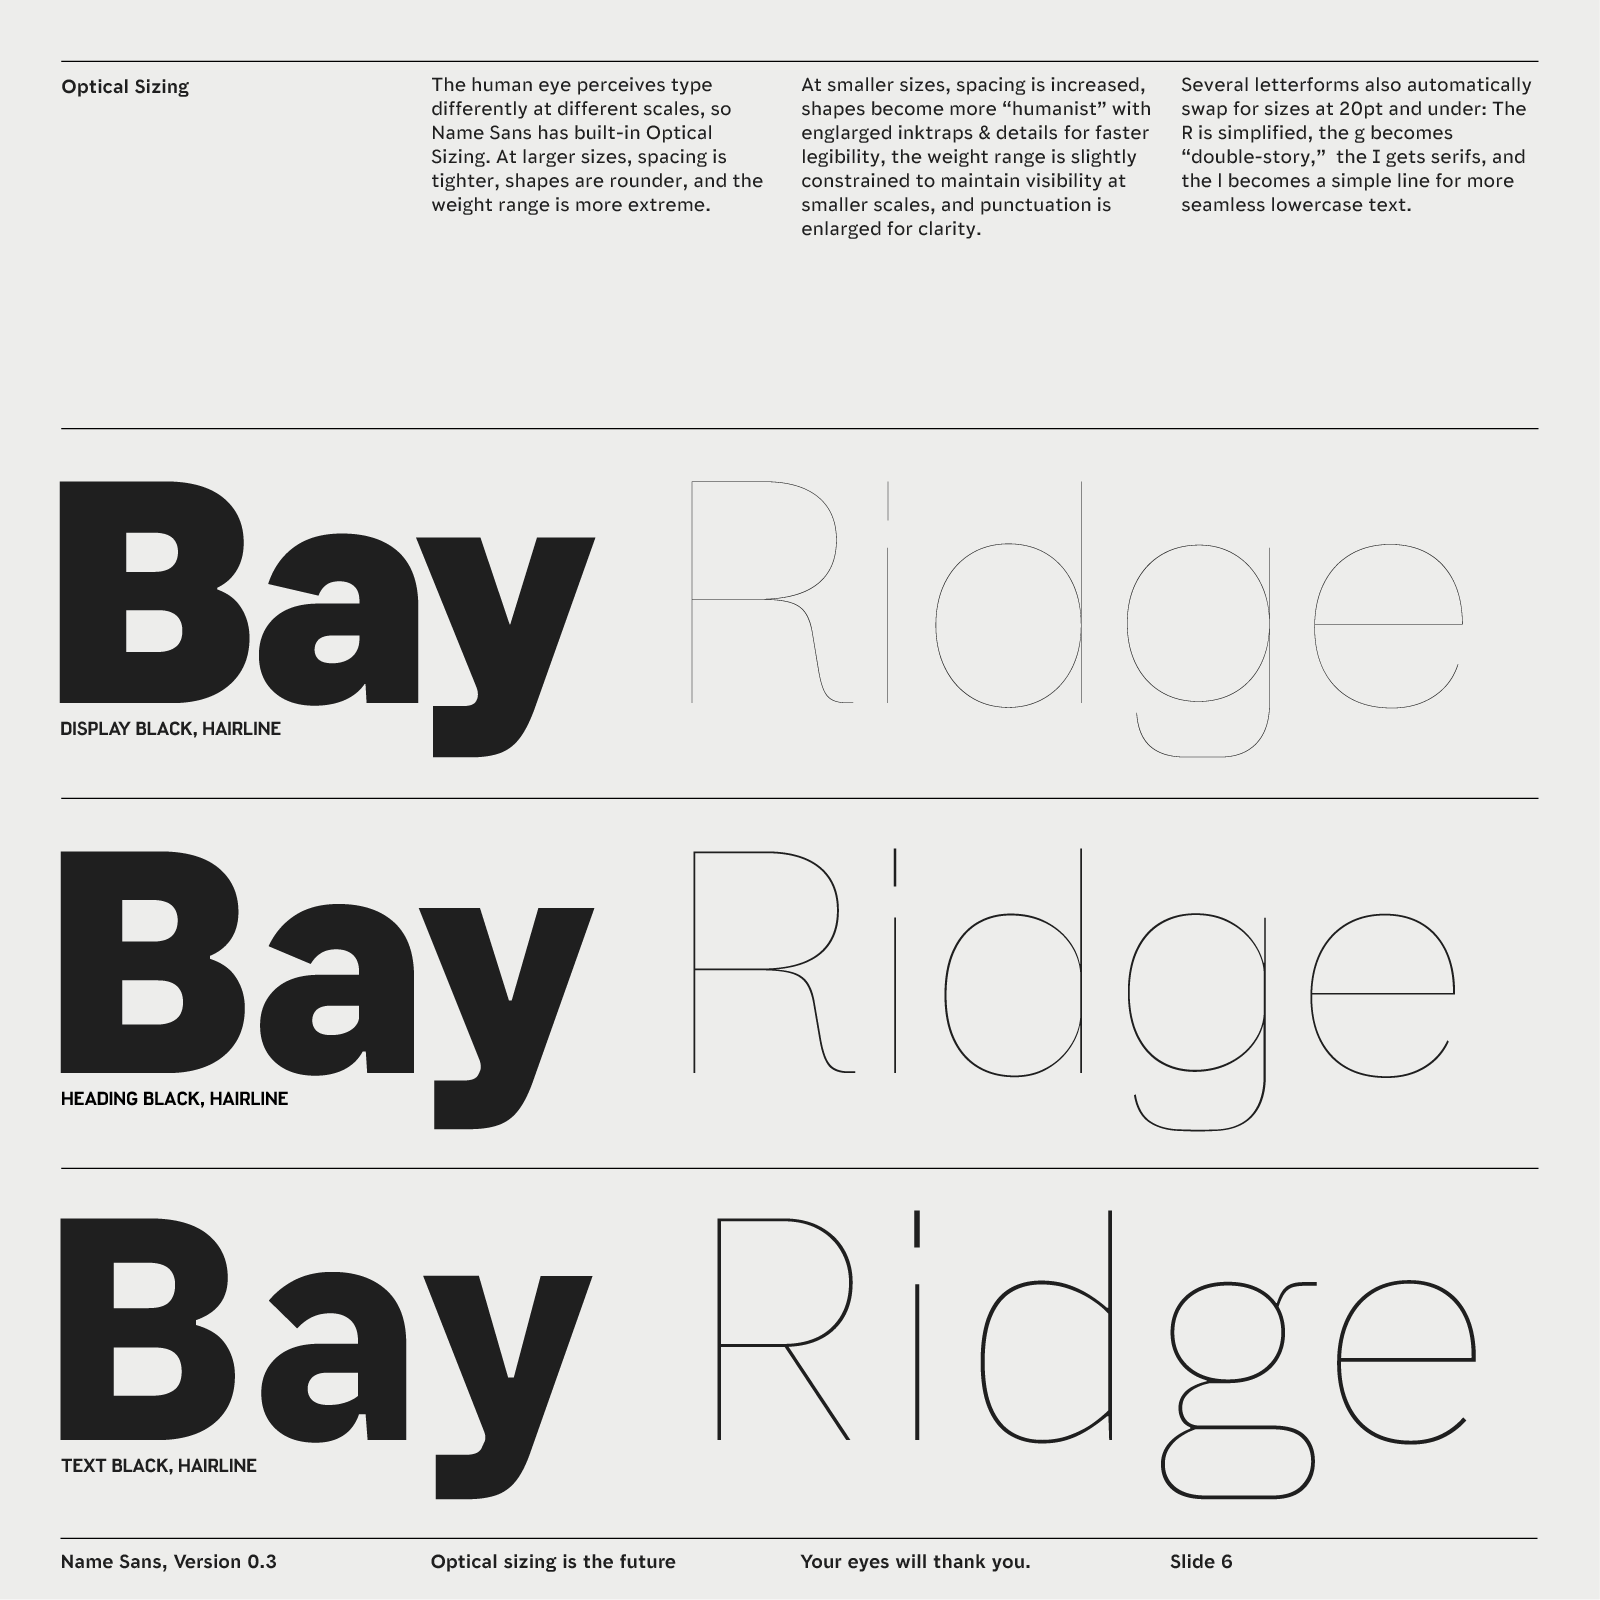 Optical Sizing
The human eye perceives type
differently at different scales, so
Name Sans has built-in Optical
Sizing. At larger sizes, spacing is
tighter, shapes are rounder, and the
weight range is more extreme.
At smaller sizes, spacing is increased,
shapes become more “humanist” with
englarged inktraps & details for faster
legibility, the weight range is slightly
constrained to maintain visibility at
smaller scales, and punctuation is
enlarged for clarity.
Several letterforms also automatically
swap for sizes at 20pt and under: The
R is simplified, the g becomes
“double-story,”  the I gets serifs, and
the l becomes a simple line for more
seamless lowercase text.
Bay Ridge
DISPLAY BLACK, HAIRLINE
Bay Ridge
HEADING BLACK, HAIRLINE
Bay Ridge
TEXT BLACK, HAIRLINE
Name Sans, Version 0.3
Optical sizing is the future
Your eyes will thank you.
Slide 6